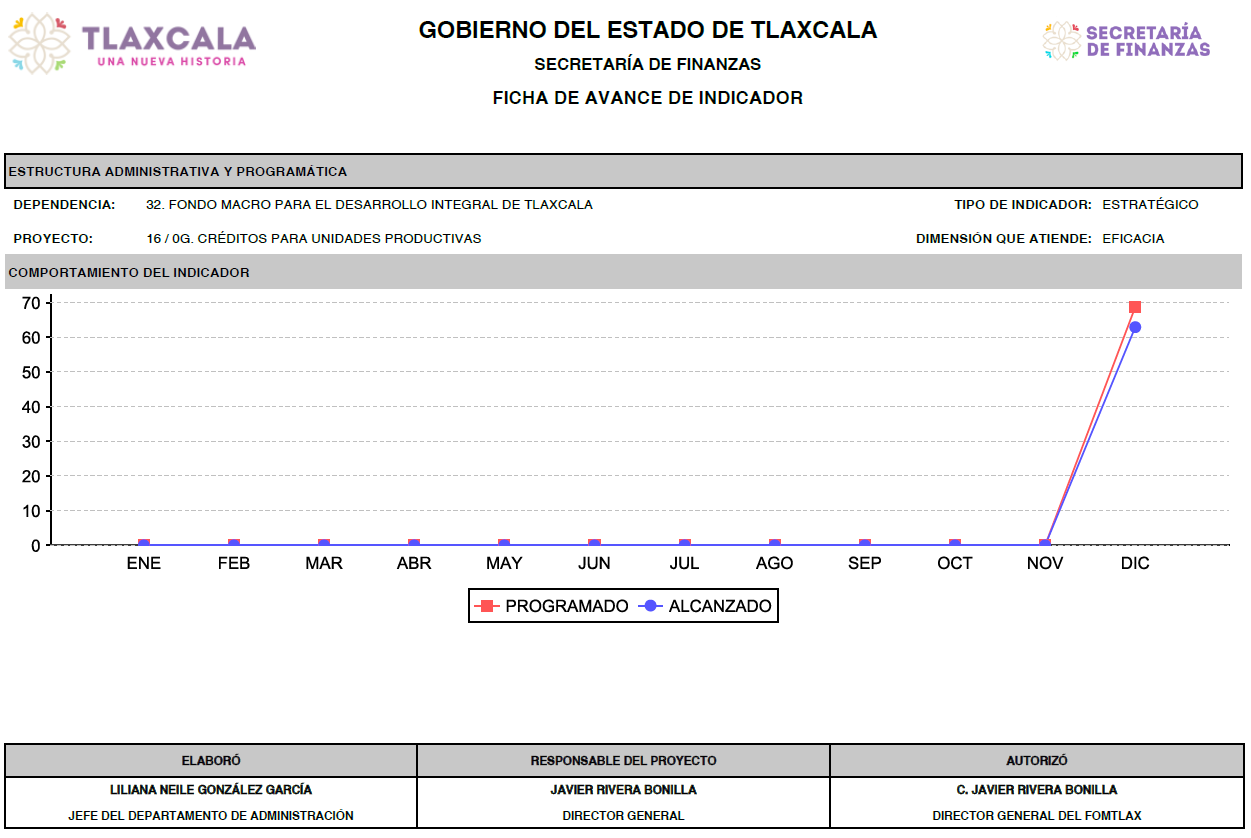 TLAXCALA
UNA NUEVA HISTORIA
GOBIERNO DEL ESTADO DE TLAXCALA
SECRETARÍA DE FINANZAS
FICHA DE AVANCE DE INDICADOR
SECRETARÍA
DE FINANZAS
ESTRUCTURA ADMINISTRATIVA Y PROGRAMÁTICA
DEPENDENCIA: 32. FONDO MACRO PARA EL DESARROLLO INTEGRAL DE TLAXCALA TIPO DE INDICADOR: ESTRATÉGICO
PROYECTO: 16 / 0G. CRÉDITOS PARA UNIDADES PRODUCTIVAS DIMENSIÓN QUE ATIENDE: EFICACIA
COMPORTAMIENTO DEL INDICADOR
70
60
50
40
30
20
10
0
ENE FEB MAR ABR MAY JUN JUL AGO SEP OCT NOV DIC
PROGRAMADO ALCANZADO
ELABORÓ RESPONSABLE DEL PROYECTO AUTORIZÓ
LILIANA NEILE GONZÁLEZ GARCÍA JAVIER RIVERA BONILLA C. JAVIER RIVERA BONILLA
JEFE DEL DEPARTAMENTO DE ADMINISTRACIÓN DIRECTOR GENERAL DIRECTOR GENERAL DEL FOMTLAX